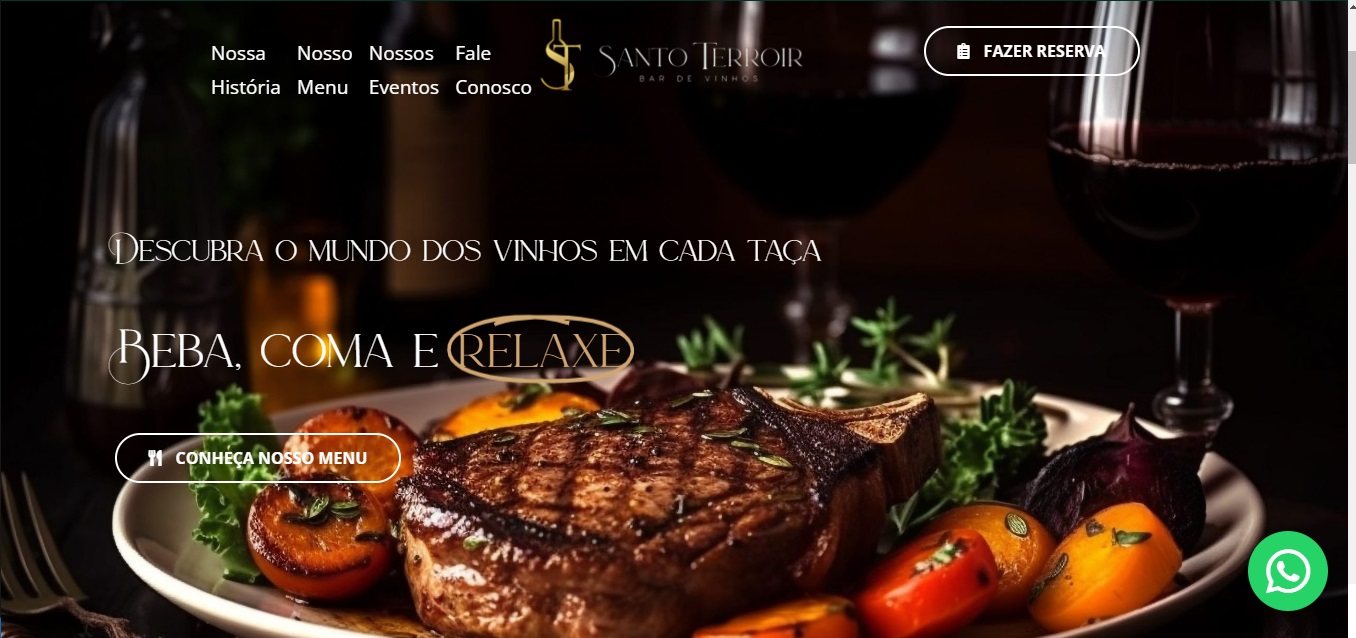 Nossa História
Nosso Menu
Nossos Eventos
Fale Conosco
ST
SANTO TERROIR
BAR DE VINHOS
FAZER RESERVA
DESCUBRA O MUNDO DOS VINHOS EM CADA TAÇA
BEBA, COMA E RELAXE
CONHEÇA NOSSO MENU